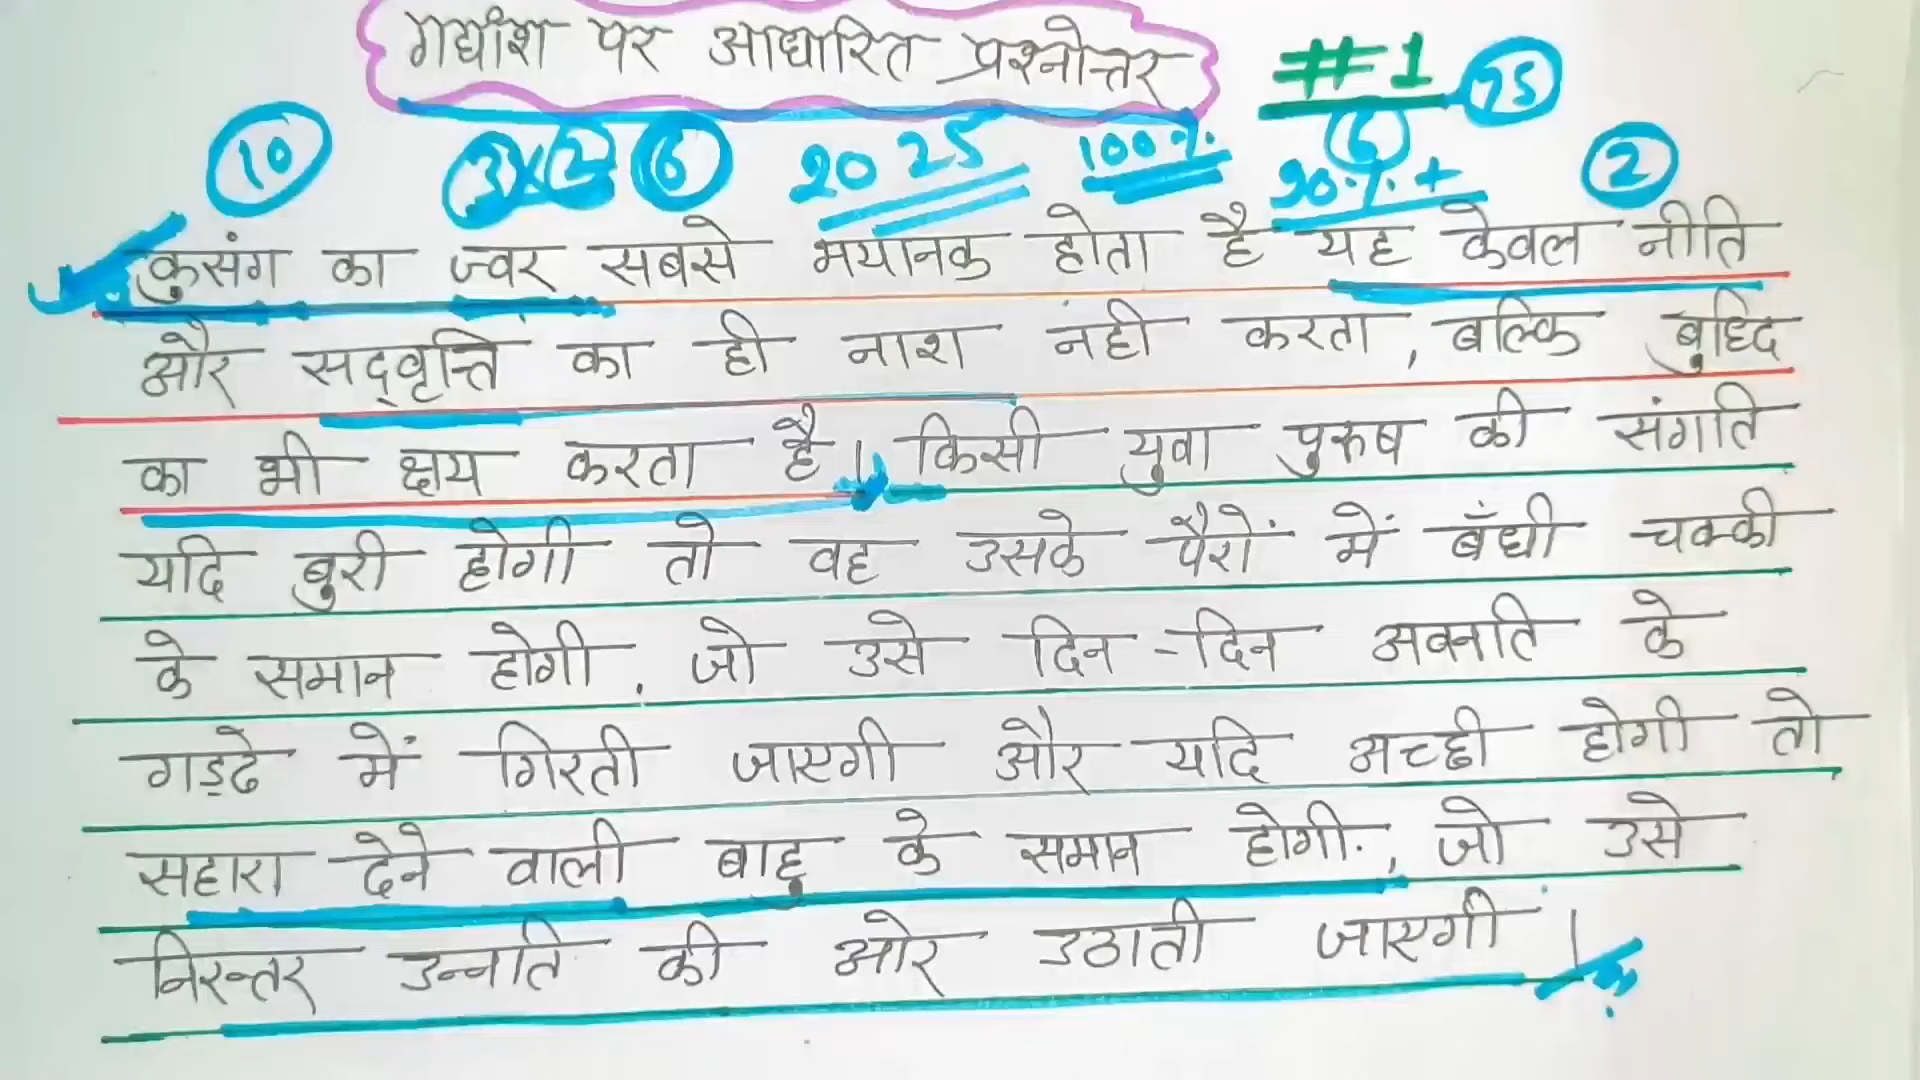 गद्यांश पर आधारित प्रश्नोत्तर #1 75
10 3x2 6 2025 100% 6 90%+ 2
कुसंग का ज्वर सबसे भयानक होता है यह केवल नीति
और सद्‌वृत्ति का ही नाश नंही करता, बल्कि बुध्दि
का भी क्षय करता है। किसी युवा पुरुष की संगति
यदि बुरी होगी तो वह उसके पैरों में बँधी चक्की
के समान होगी, जो उसे दिन-दिन अवनति के
गड्ढे में गिरती जाएगी और यदि अच्छी होगी तो
सहारा देने वाली बाहु के समान होगी, जो उसे
निरन्तर उन्नति की ओर उठाती जाएगी।